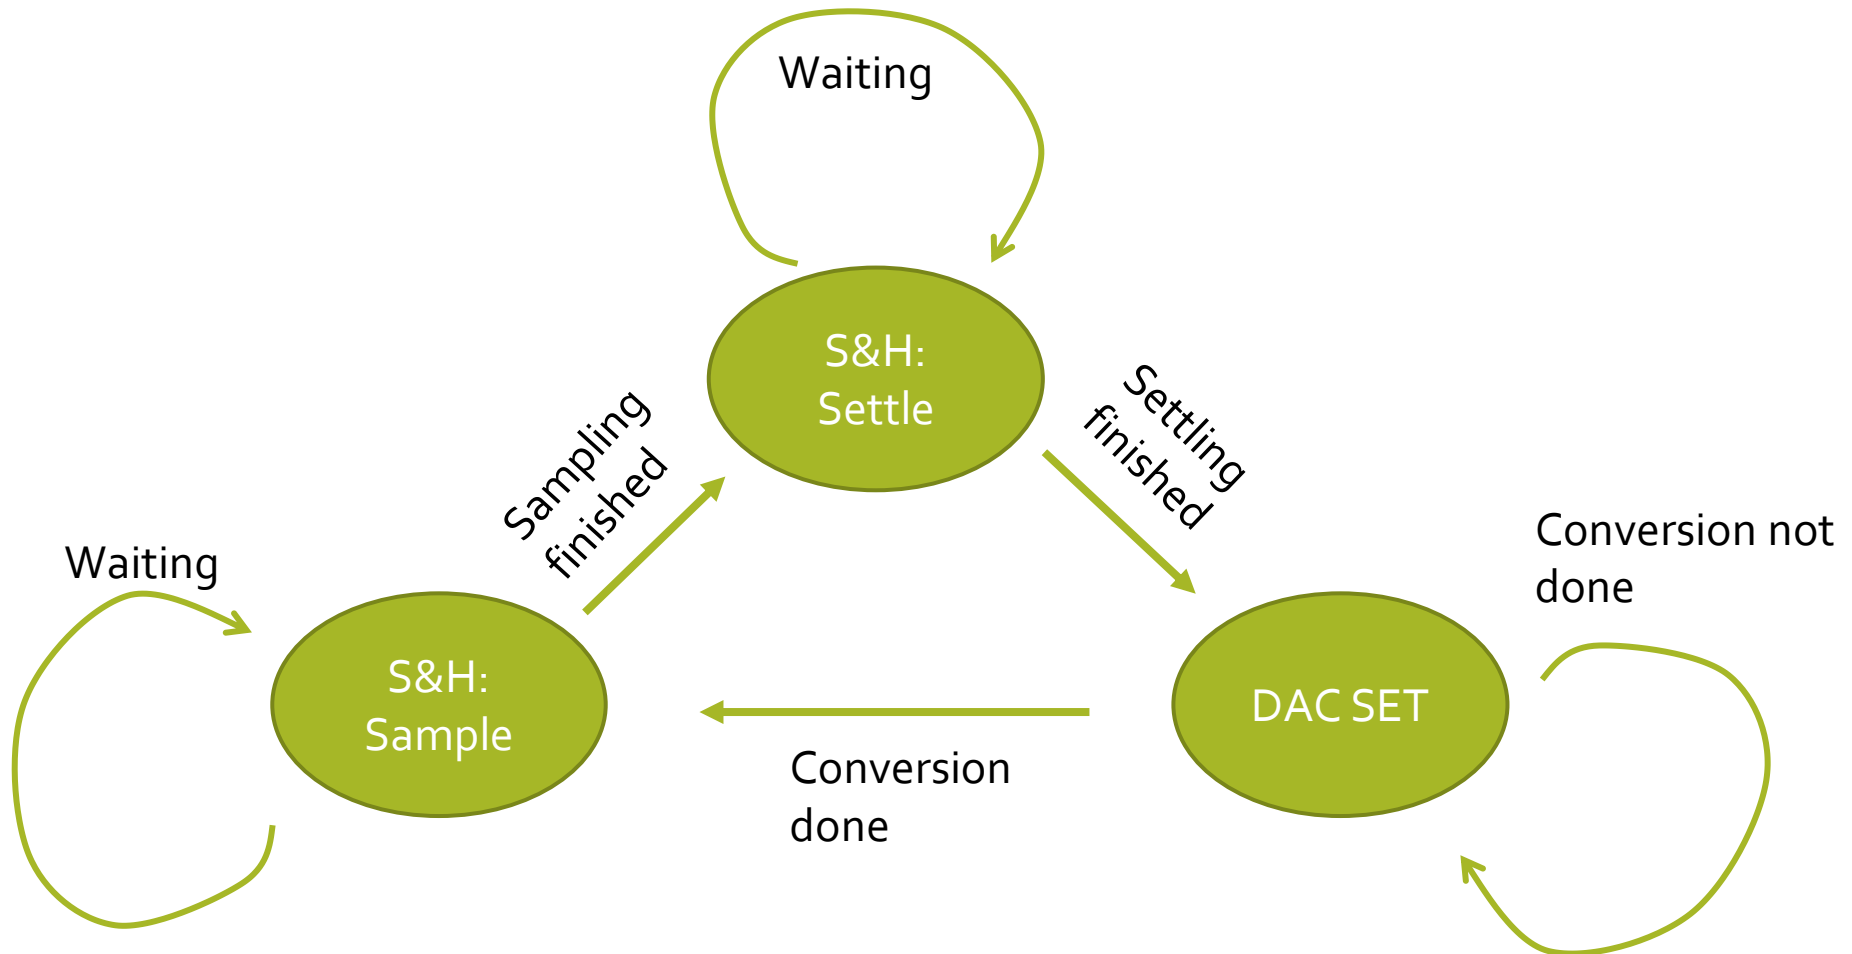 Waiting
S&H:
Settle
Sampling
finished
Settling
finished
Waiting
Conversion not
done
S&H:
Sample
DAC SET
Conversion
done